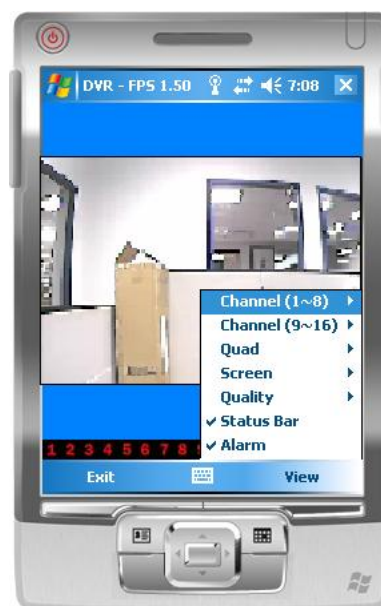 DVR - FPS 1.50 7:08
Channel (1~8)
Channel (9~16)
Quad
Screen
Quality
Status Bar
Alarm
1 2 3 4 5 6 7 8
Exit View